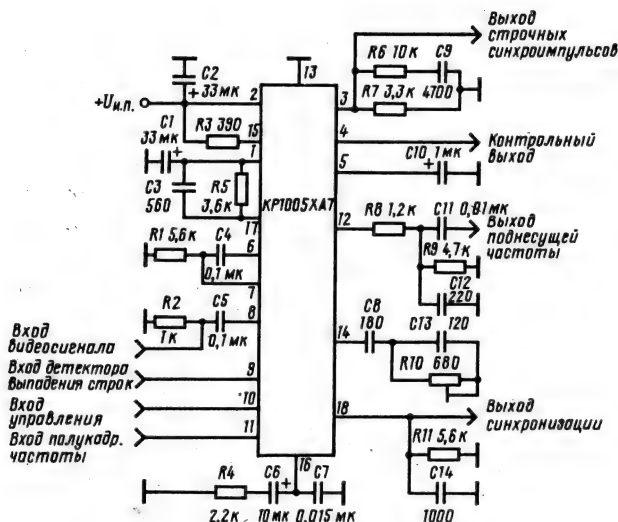 Выход
строчных
синхроимпульсов
C2
33мк
13
R6 10к
C9
+Uи.п.
2
3
R7 3,3к
4700
C1
33мк
R3 390
15
4
Контрольный
выход
1
5
C10 1мк
C3
560
R5
3,6к
КР1005ХА7
17
12
R8 1,2к
C11 0,01мк
Выход
поднесущей
частоты
R1 5,6к
C4
6
R9 4,7к
0,1мк
7
C12
220
R2
1к
C5
8
0,1мк
C8
180
C13
120
14
R10 680
Вход
видеосигнала
Вход детектора
выпадения строк
9
Вход
управления
10
18
Выход
синхронизации
Вход полукадр.
частоты
11
R11 5,6к
16
R4
C6
C7
C14
2,2к
10мк
0,015 мк
1000